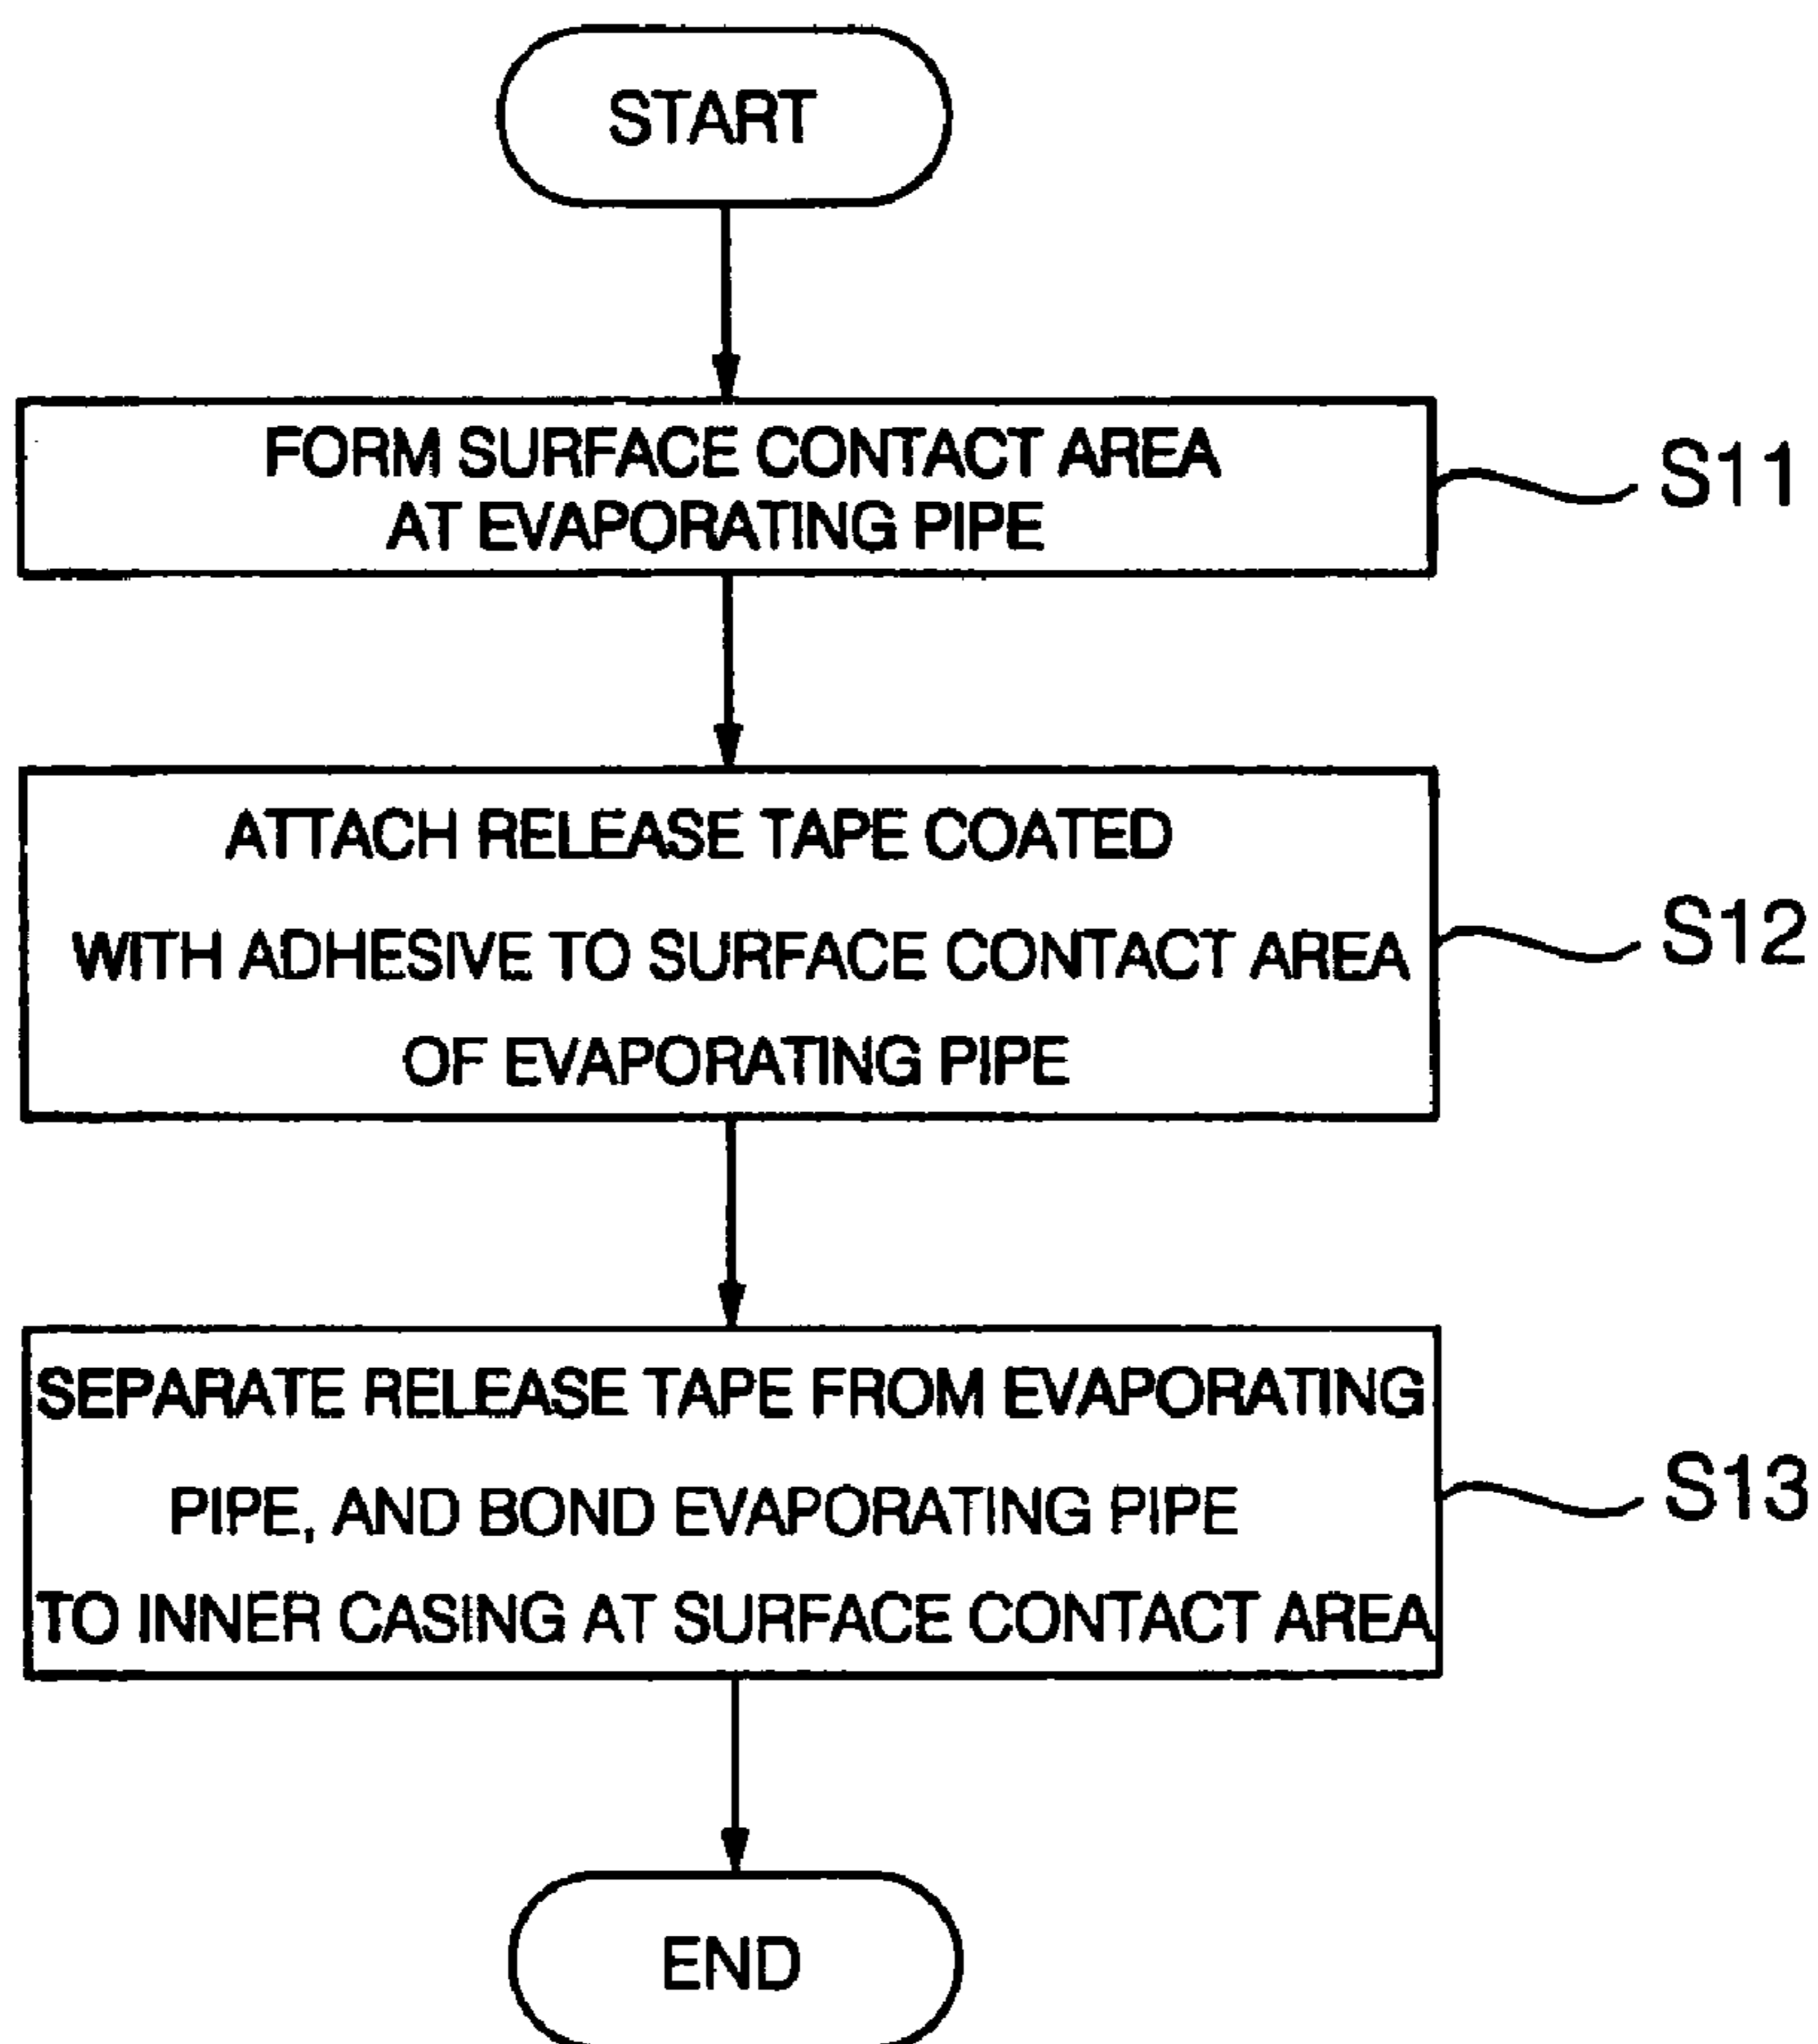 START
FORM SURFACE CONTACT AREA
AT EVAPORATING PIPE
S11
ATTACH RELEASE TAPE COATED
WITH ADHESIVE TO SURFACE CONTACT AREA
OF EVAPORATING PIPE
S12
SEPARATE RELEASE TAPE FROM EVAPORATING
PIPE, AND BOND EVAPORATING PIPE
TO INNER CASING AT SURFACE CONTACT AREA
S13
END